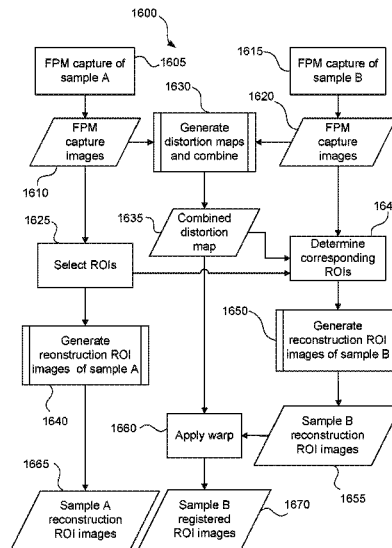 1600
FPM capture of
sample A
1605
1615
FPM capture of
sample B
1630
1620
FPM
capture
images
1610
Generate
distortion maps
and combine
FPM
capture
images
1625
1635
Combined
distortion
map
164
Select ROIs
Determine
corresponding
ROIs
1650
Generate
reconstruction ROI
images of sample A
1640
Generate
reconstruction ROI
images of sample B
1660
Apply warp
Sample B
reconstruction
ROI images
1655
1665
Sample A
reconstruction
ROI images
Sample B
registered
ROI images
1670